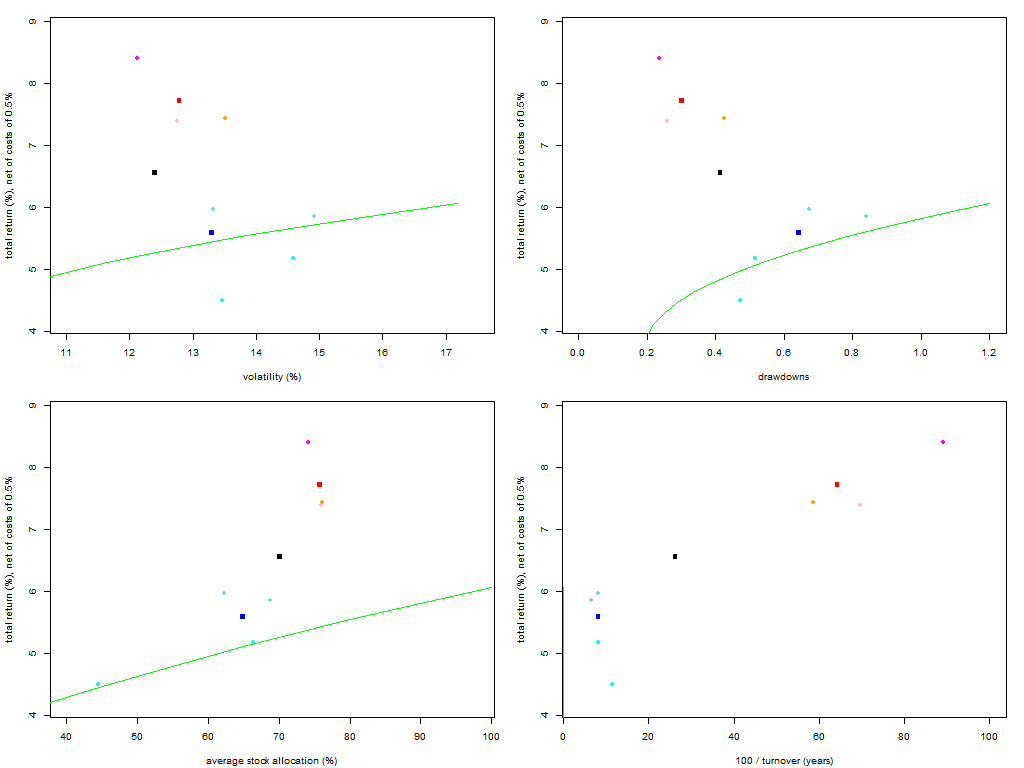 9
8
7
6
5
4
total return (%), net of costs of 0.5%
11 12 13 14 15 16 17
volatility (%)
9
8
7
6
5
4
total return (%), net of costs of 0.5%
0.0 0.2 0.4 0.6 0.8 1.0 1.2
drawdowns
9
8
7
6
5
4
total return (%), net of costs of 0.5%
40 50 60 70 80 90 100
average stock allocation (%)
9
8
7
6
5
4
total return (%), net of costs of 0.5%
0 20 40 60 80 100
100 / turnover (years)